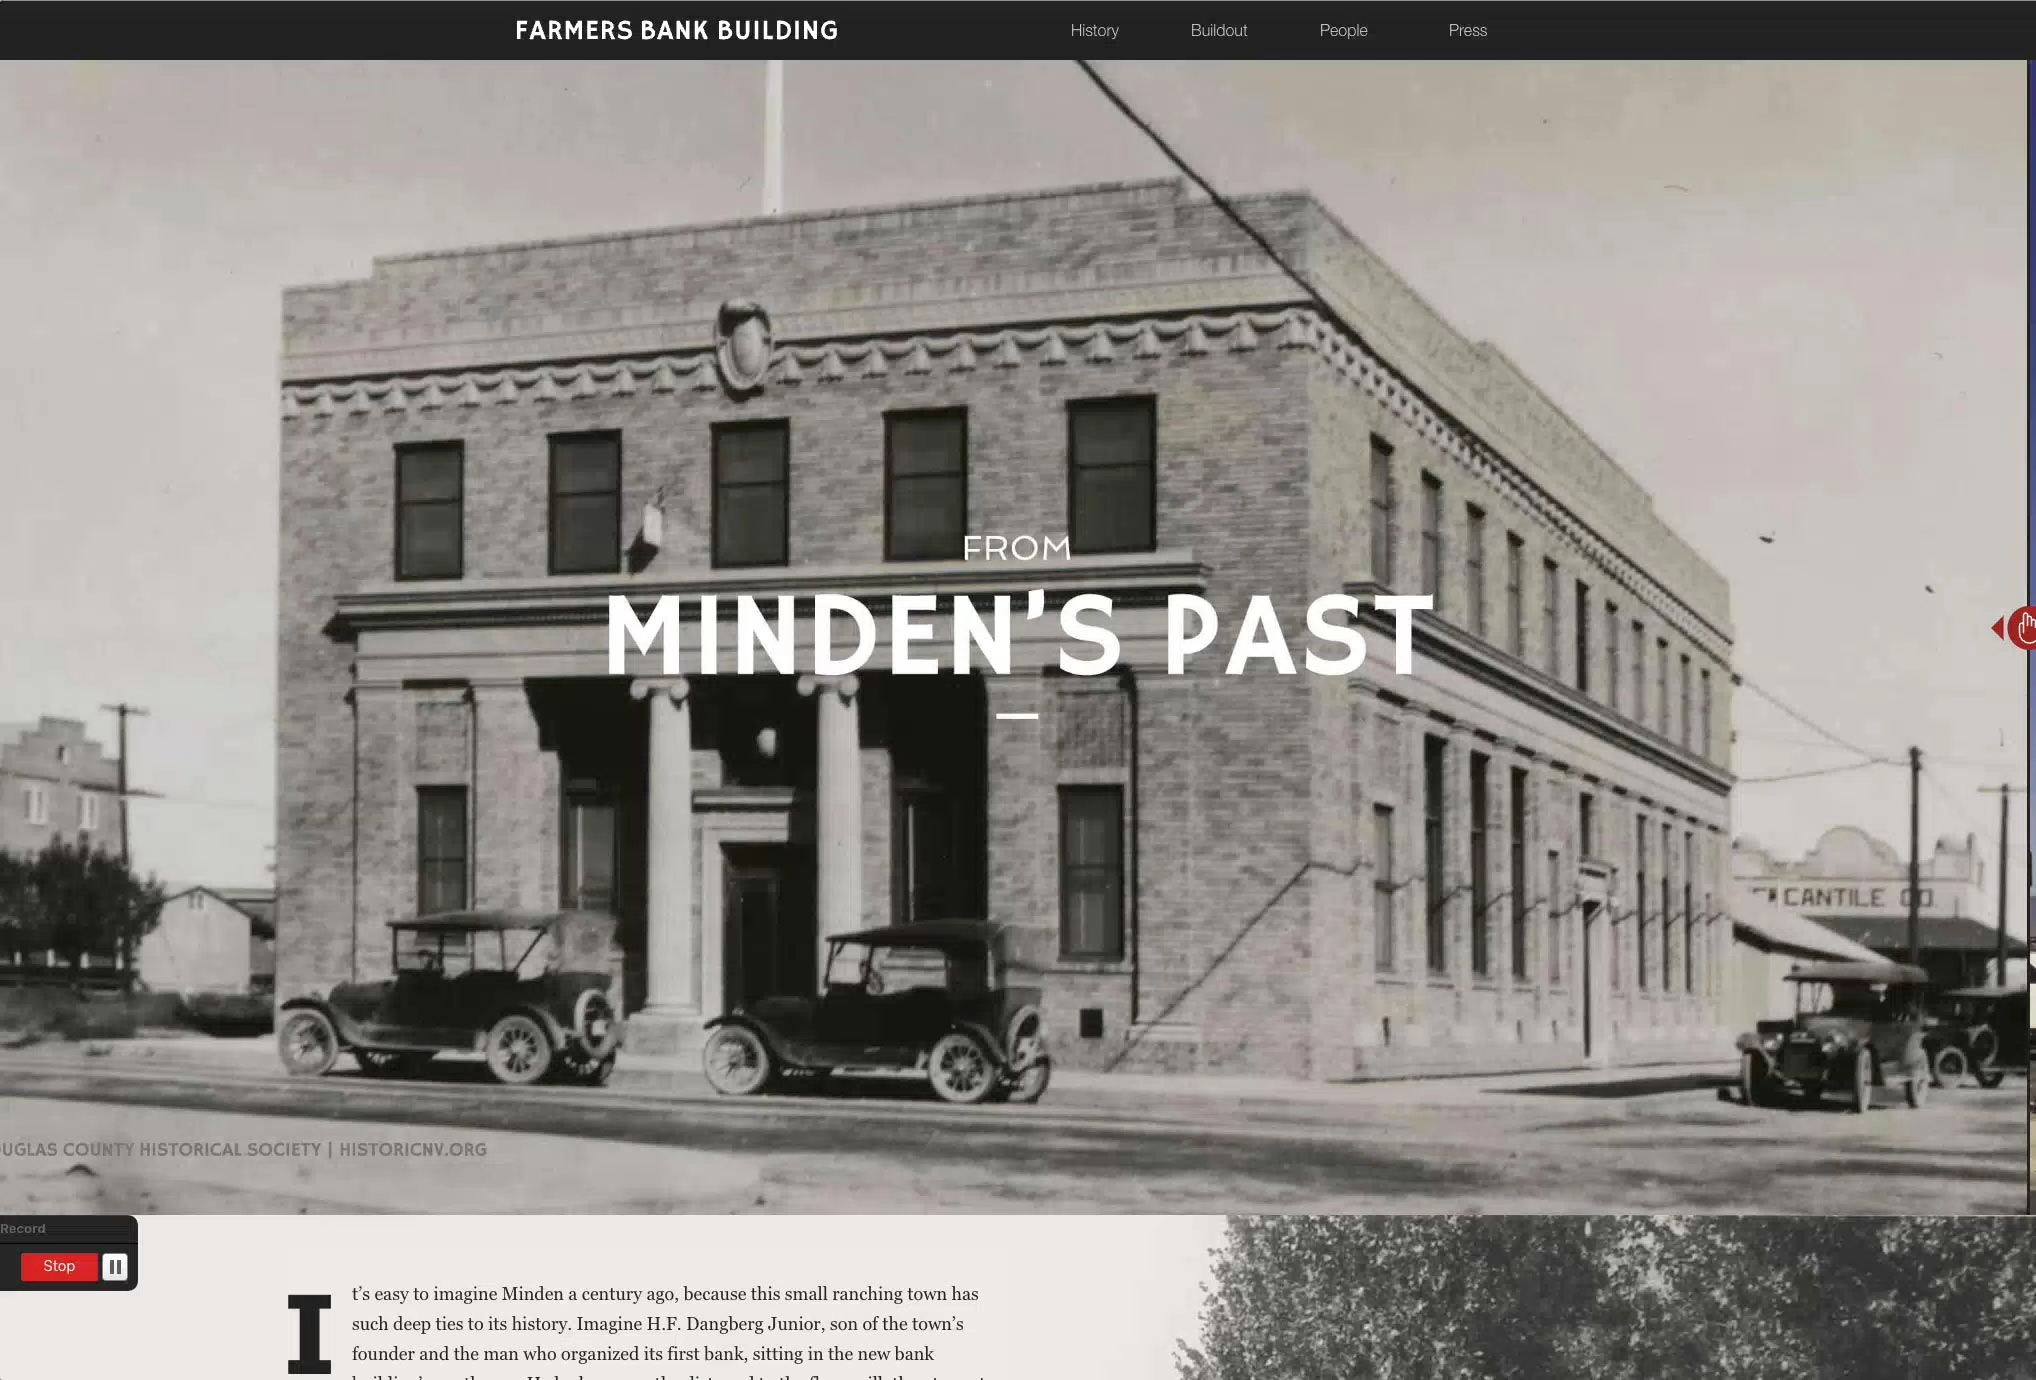 FARMERS BANK BUILDING
History Buildout People Press
FROM
MINDEN’S PAST
CANTILE CO.
UGLAS COUNTY HISTORICAL SOCIETY | HISTORICNV.ORG
Record
Stop
It’s easy to imagine Minden a century ago, because this small ranching town has
such deep ties to its history. Imagine H.F. Dangberg Junior, son of the town’s
founder and the man who organized its first bank, sitting in the new bank